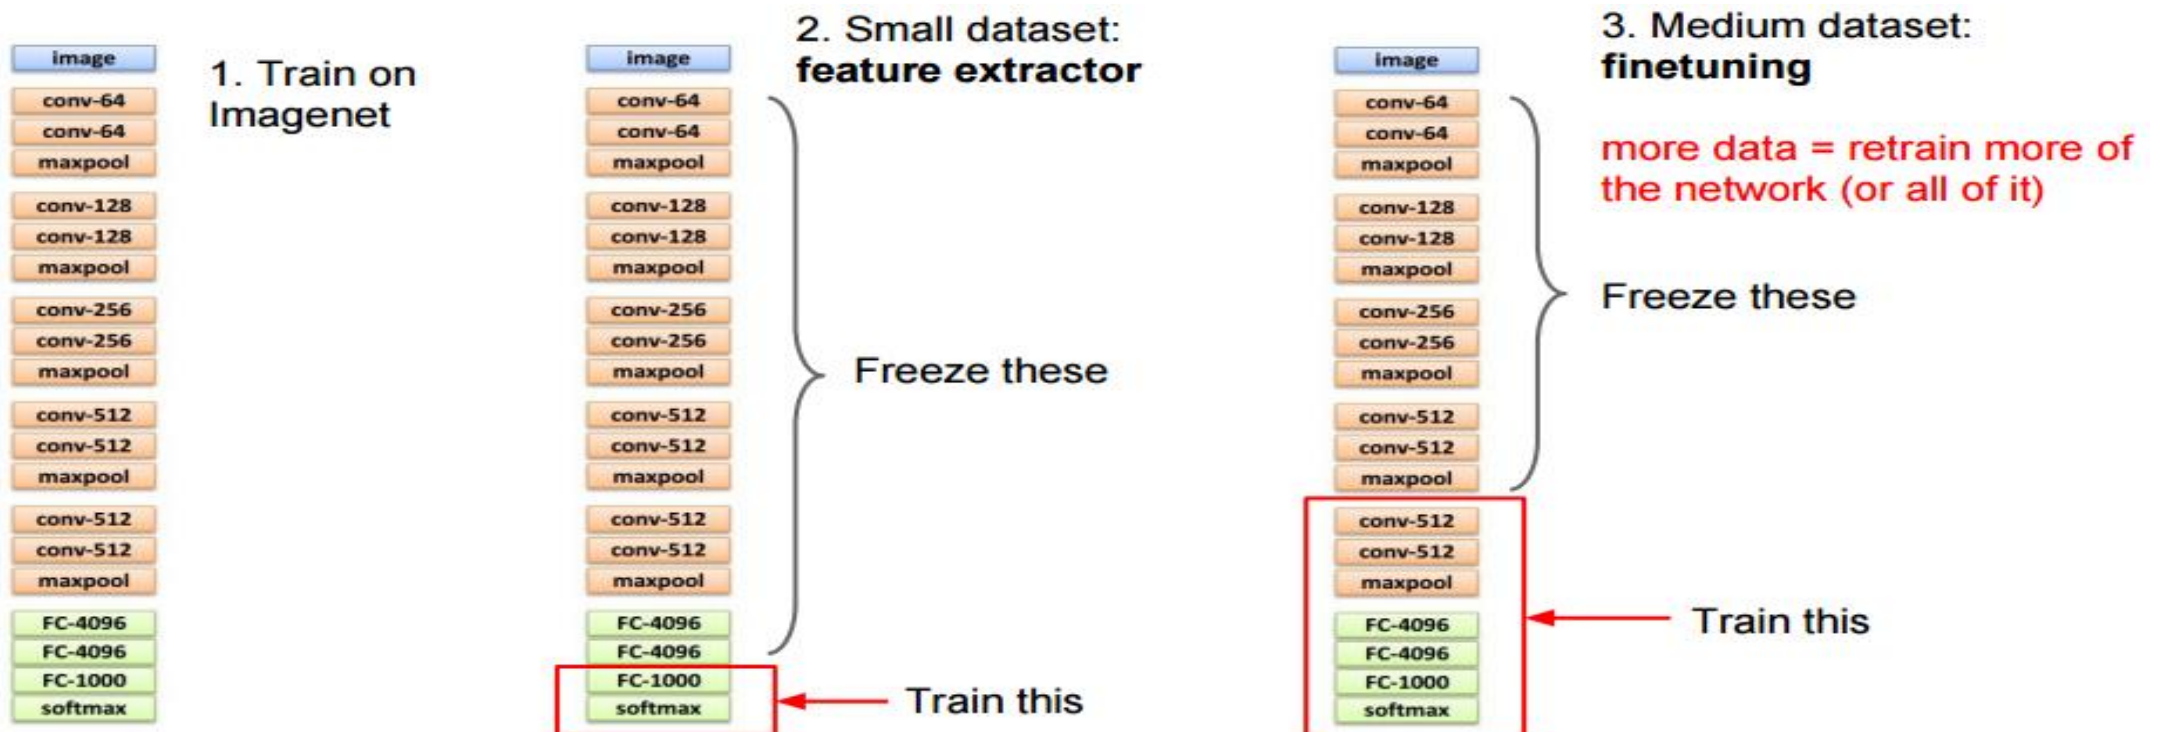 image
conv-64
conv-64
maxpool
conv-128
conv-128
maxpool
conv-256
conv-256
maxpool
conv-512
conv-512
maxpool
conv-512
conv-512
maxpool
FC-4096
FC-4096
FC-1000
softmax
1. Train on
Imagenet
image
conv-64
conv-64
maxpool
conv-128
conv-128
maxpool
conv-256
conv-256
maxpool
conv-512
conv-512
maxpool
conv-512
conv-512
maxpool
FC-4096
FC-4096
FC-1000
softmax
2. Small dataset:
feature extractor
Freeze these
Train this
image
conv-64
conv-64
maxpool
conv-128
conv-128
maxpool
conv-256
conv-256
maxpool
conv-512
conv-512
maxpool
conv-512
conv-512
maxpool
FC-4096
FC-4096
FC-1000
softmax
3. Medium dataset:
finetuning
more data = retrain more of
the network (or all of it)
Freeze these
Train this